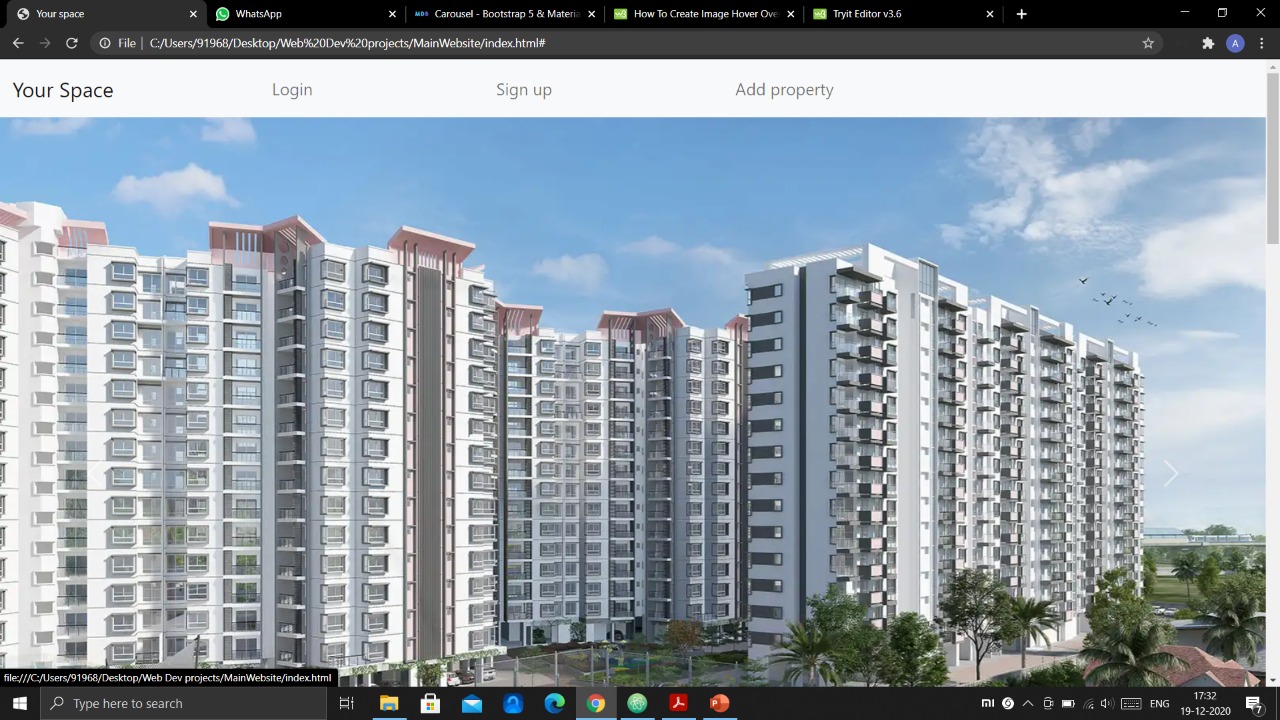 Your space
WhatsApp
MDB Carousel - Bootstrap 5 & Materia
How To Create Image Hover Ove
Tryit Editor v3.6
File C:/Users/91968/Desktop/Web%20Dev%20projects/MainWebsite/index.html#
A
Your Space Login Sign up Add property
file:///C:/Users/91968/Desktop/Web Dev projects/MainWebsite/index.html
Type here to search
mi
ENG
17:32
19-12-2020
7